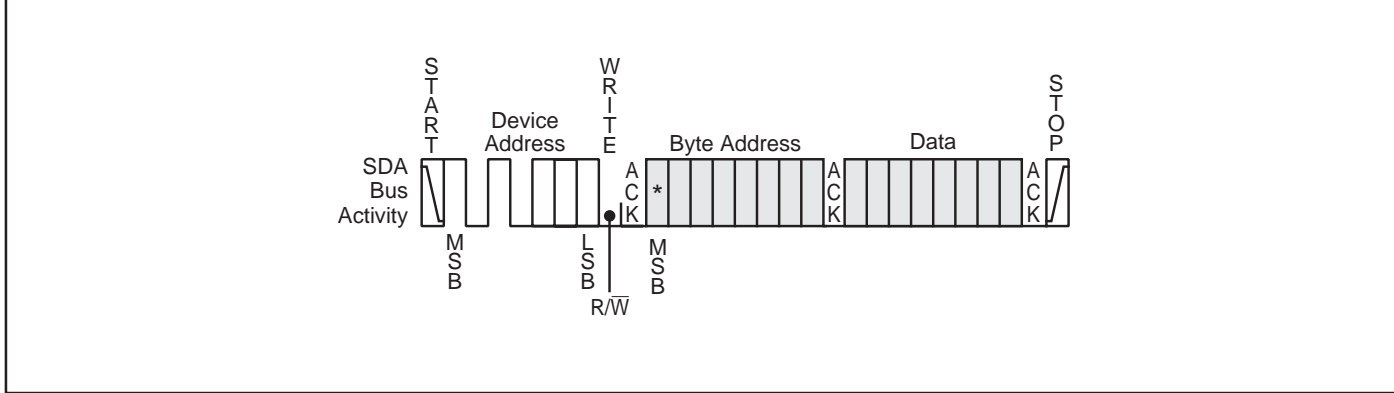 START
WRITE
STOP
Device
Address
Byte Address
Data
SDA
Bus
Activity
ACK
*
ACK
ACK
MSB
LSB
MSB
R/W̅